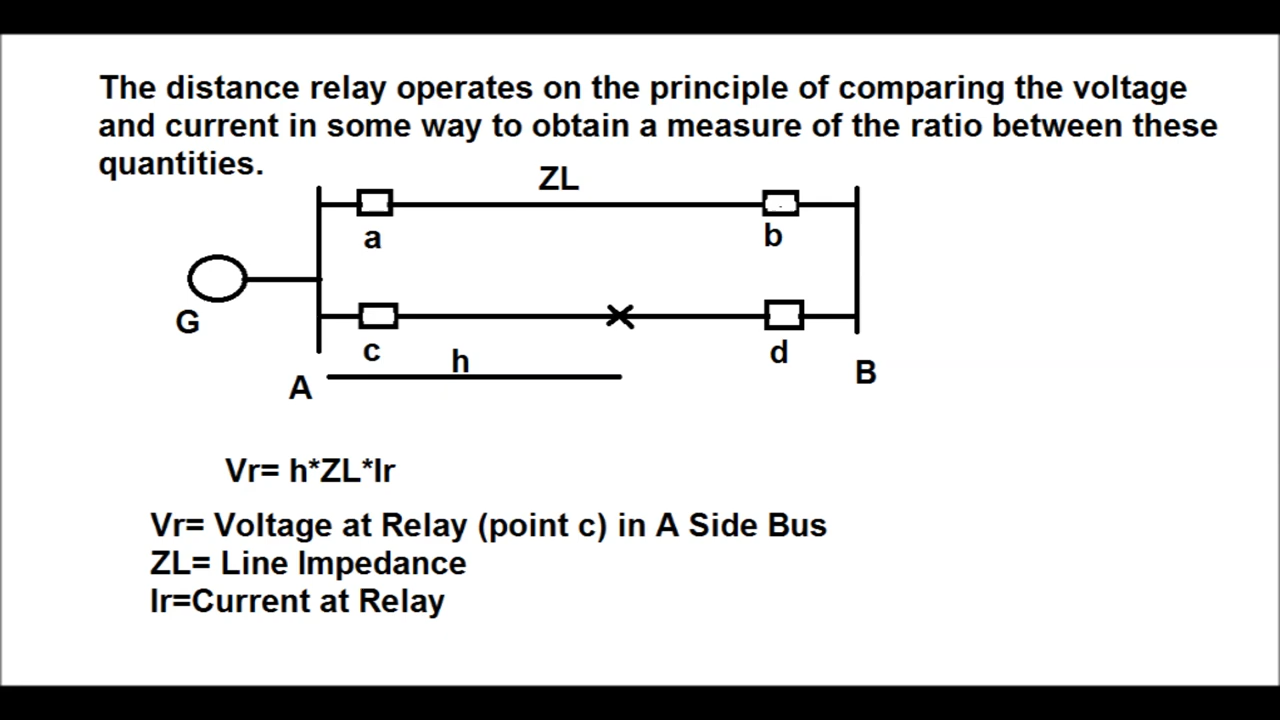 The distance relay operates on the principle of comparing the voltage
and current in some way to obtain a measure of the ratio between these
quantities.
ZL
a
b
G
c
d
h
A
B
Vr= h*ZL*Ir
Vr= Voltage at Relay (point c) in A Side Bus
ZL= Line Impedance
Ir=Current at Relay